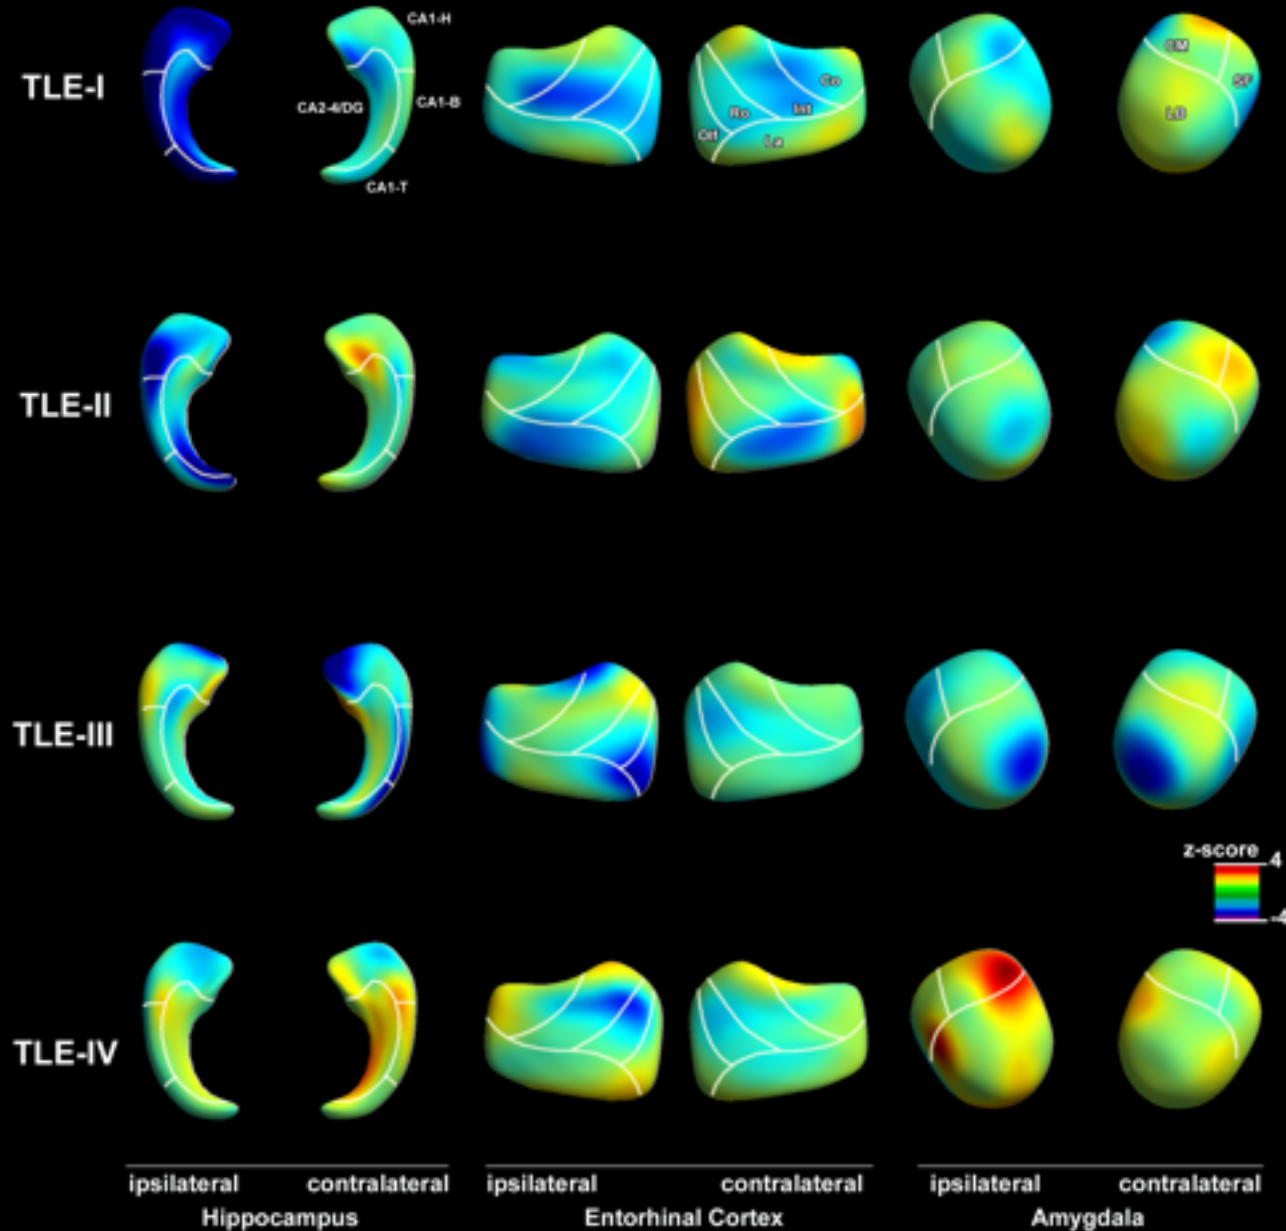 CA1-H
TLE-I
CA2-4/DG
CA1-B
CA1-T
Co
Ro
Int
Olf
La
CM
SF
LB
TLE-II
TLE-III
z-score
4
-4
TLE-IV
ipsilateral contralateral ipsilateral contralateral ipsilateral contralateral
Hippocampus Entorhinal Cortex Amygdala